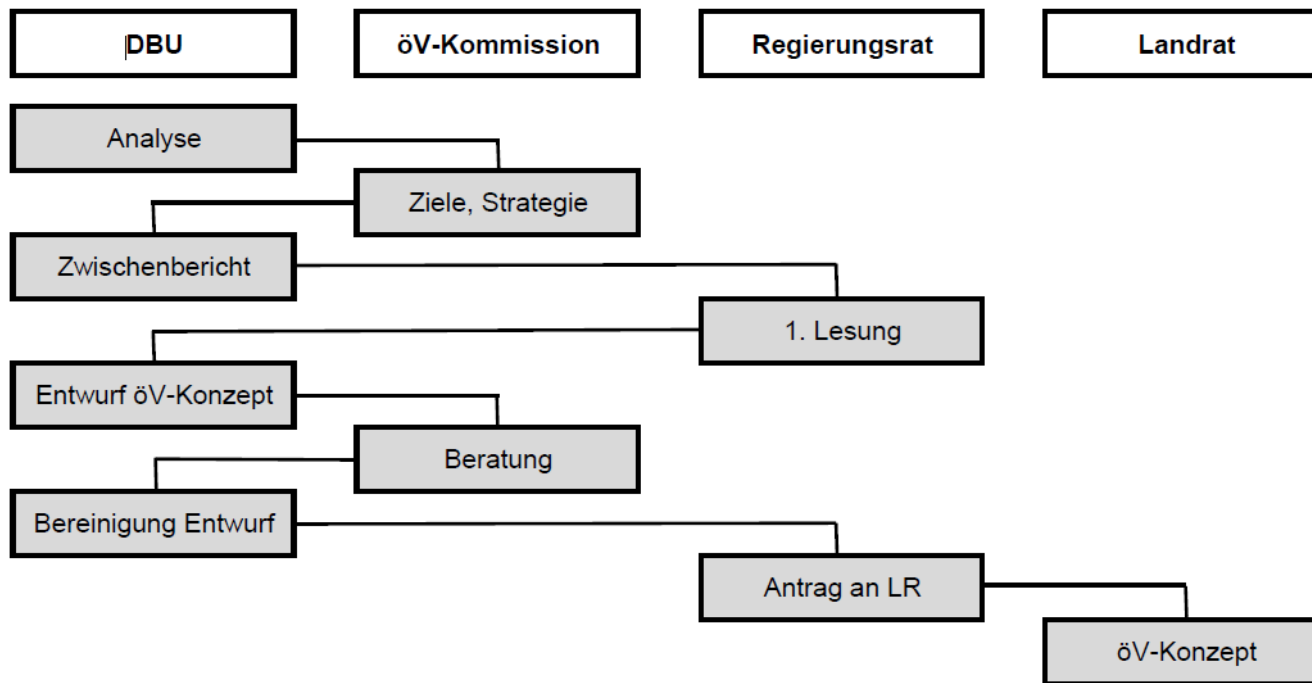 DBU
öV-Kommission
Regierungsrat
Landrat
Analyse
Ziele, Strategie
Zwischenbericht
1. Lesung
Entwurf öV-Konzept
Beratung
Bereinigung Entwurf
Antrag an LR
öV-Konzept